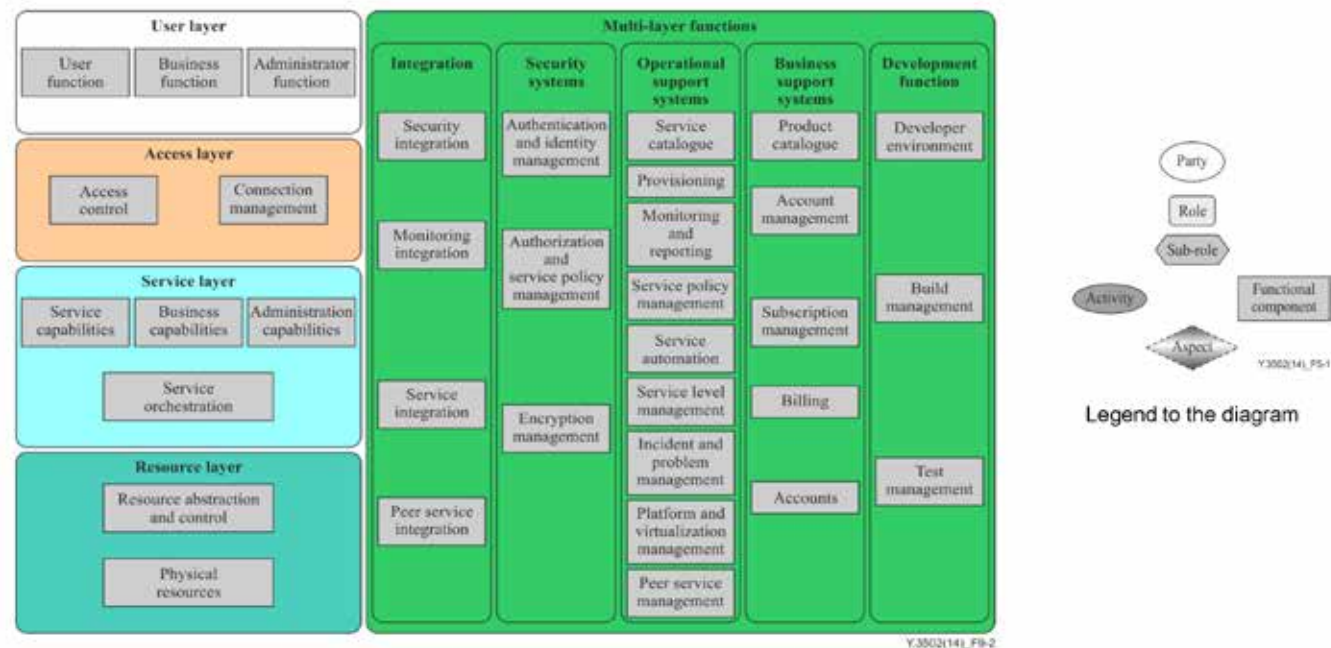 User layer
User
function
Business
function
Administrator
function
Access layer
Access
control
Connection
management
Service layer
Service
capabilities
Business
capabilities
Administration
capabilities
Service
orchestration
Resource layer
Resource abstraction
and control
Physical
resources
Multi-layer functions
Integration
Security
integration
Monitoring
integration
Service
integration
Peer service
integration
Security
systems
Authentication
and identity
management
Authorization
and
service policy
management
Encryption
management
Operational
support
systems
Service
catalogue
Provisioning
Monitoring
and
reporting
Service policy
management
Service
automation
Service level
management
Incident and
problem
management
Platform and
virtualization
management
Peer service
management
Business
support
systems
Product
catalogue
Account
management
Subscription
management
Billing
Accounts
Development
function
Developer
environment
Build
management
Test
management
Y.3502(14)_F9-2
Party
Role
Sub-role
Activity
Functional
component
Aspect
Y.3502(14)_F5-1
Legend to the diagram